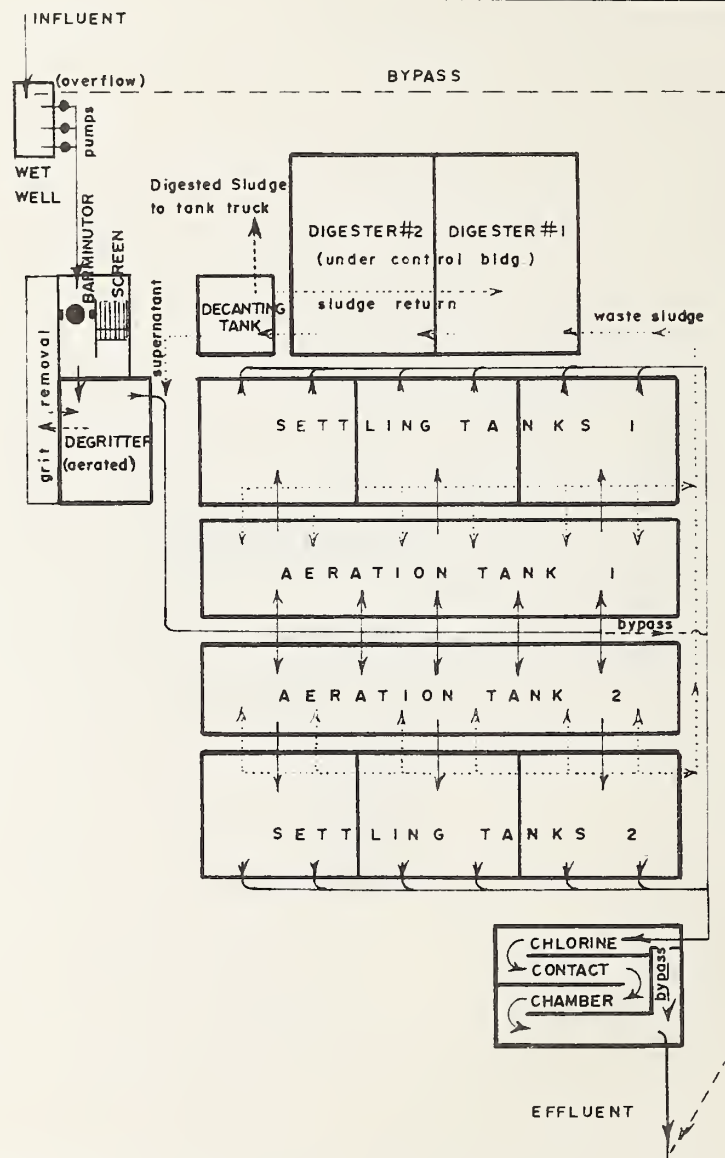 INFLUENT
(overflow)
BYPASS
pumps
WET
WELL
Digested Sludge
to tank truck
DIGESTER #2
DIGESTER #1
(under control bldg.)
BARMINUTOR
SCREEN
DECANTING
TANK
sludge return
waste sludge
supernatant
grit removal
DEGRITTER
(aerated)
SETTLING TANKS 1
AERATION TANK 1
bypass
AERATION TANK 2
SETTLING TANKS 2
CHLORINE
CONTACT
CHAMBER
bypass
EFFLUENT